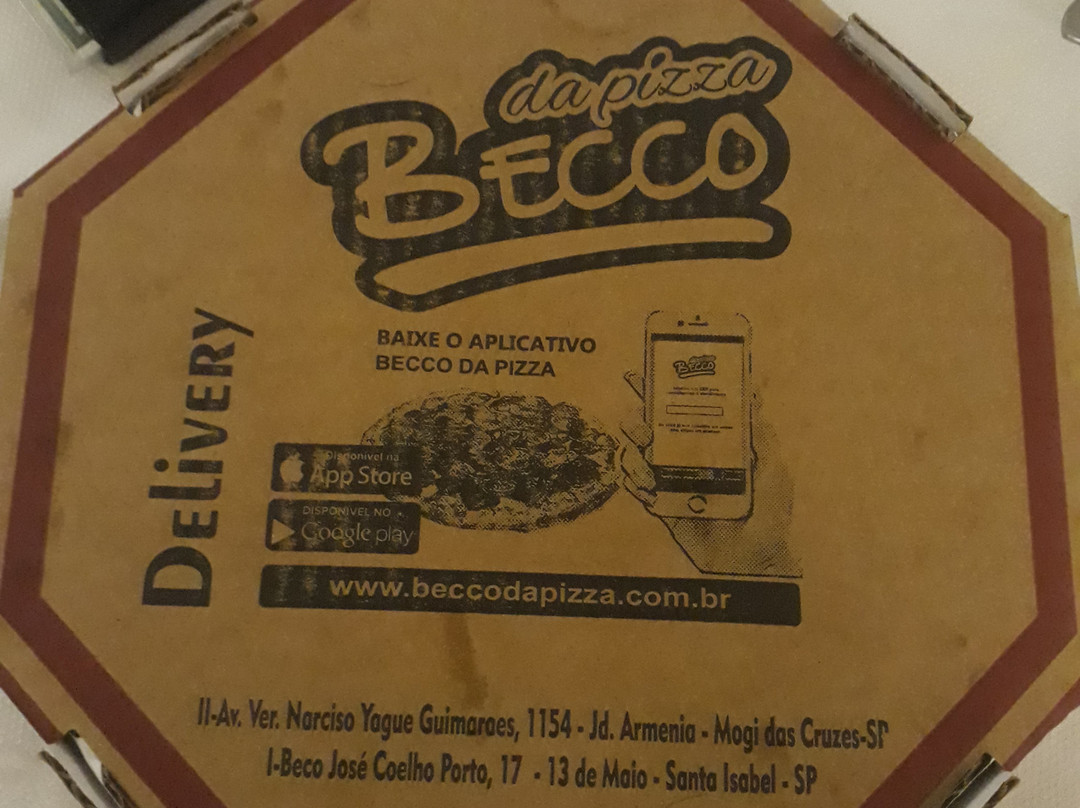 da pizza
BECCO
BAIXE O APLICATIVO
BECCO DA PIZZA
DELIVERY
Disponível na
App Store
DISPONÍVEL NO
Google play
BECCO
www.beccodapizza.com.br
II-Av. Ver. Narciso Yague Guimaraes, 1154 - Jd. Armenia - Mogi das Cruzes-SP
I-Beco José Coelho Porto, 17 - 13 de Maio - Santa Isabel - SP